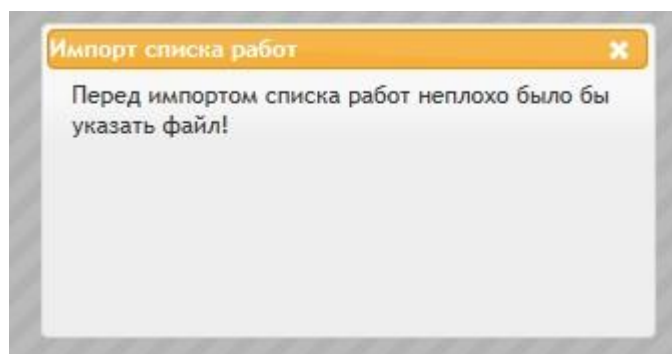 Импорт списка работ
Перед импортом списка работ неплохо было бы
указать файл!